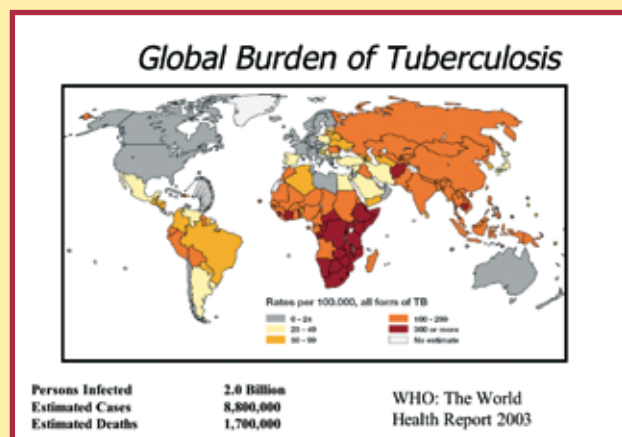 Global Burden of Tuberculosis
Rates per 100.000, all form of TB
0 - 24
25 - 49
50 - 99
100 - 299
300 or more
No estimate
Persons Infected 2.0 Billion
Estimated Cases 8,800,000
Estimated Deaths 1,700,000
WHO: The World
Health Report 2003